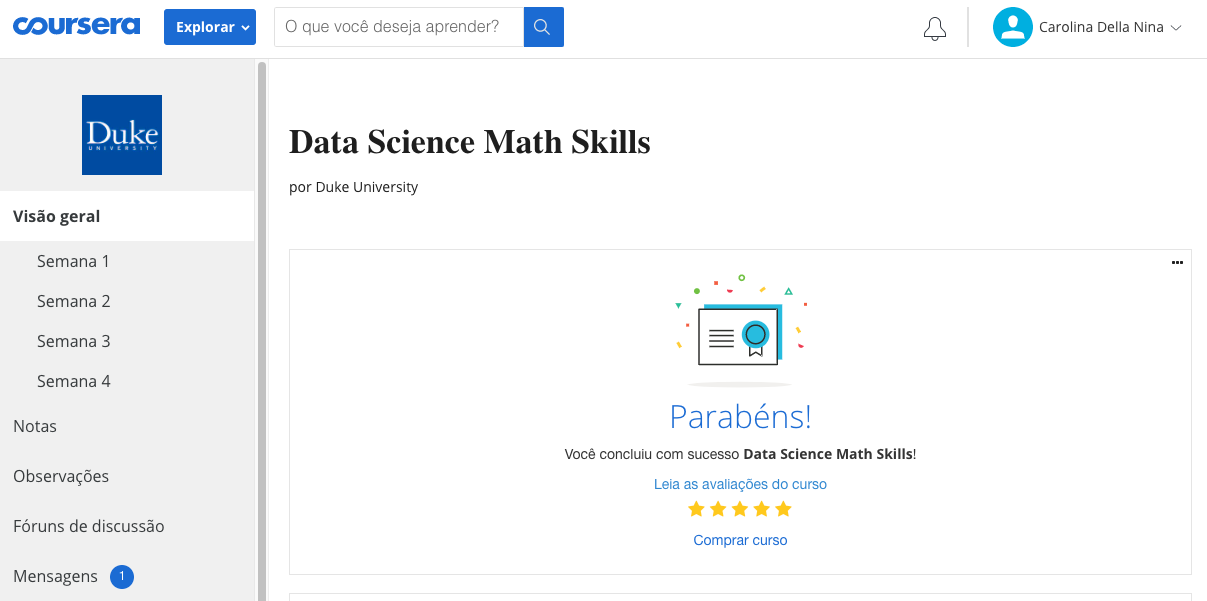 coursera
Explorar
O que você deseja aprender?
Carolina Della Nina
Duke
UNIVERSITY
Visão geral
Semana 1
Semana 2
Semana 3
Semana 4
Notas
Observações
Fóruns de discussão
Mensagens 1
Data Science Math Skills
por Duke University
Parabéns!
Você concluiu com sucesso Data Science Math Skills!
Leia as avaliações do curso
Comprar curso